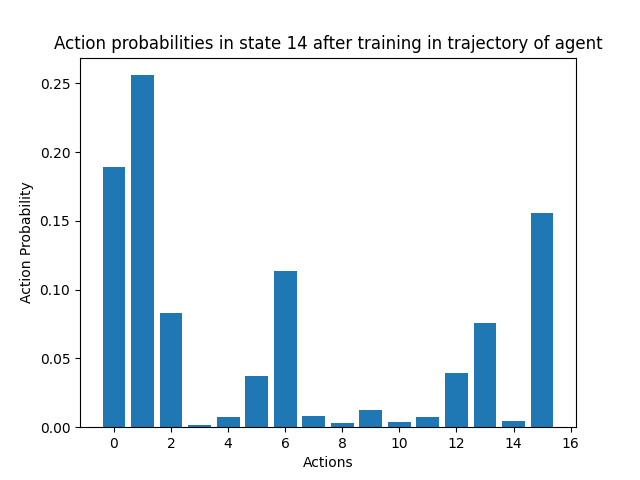 Action probabilities in state 14 after training in trajectory of agent
0.25
0.20
0.15
0.10
0.05
0.00
Action Probability
0 2 4 6 8 10 12 14 16
Actions